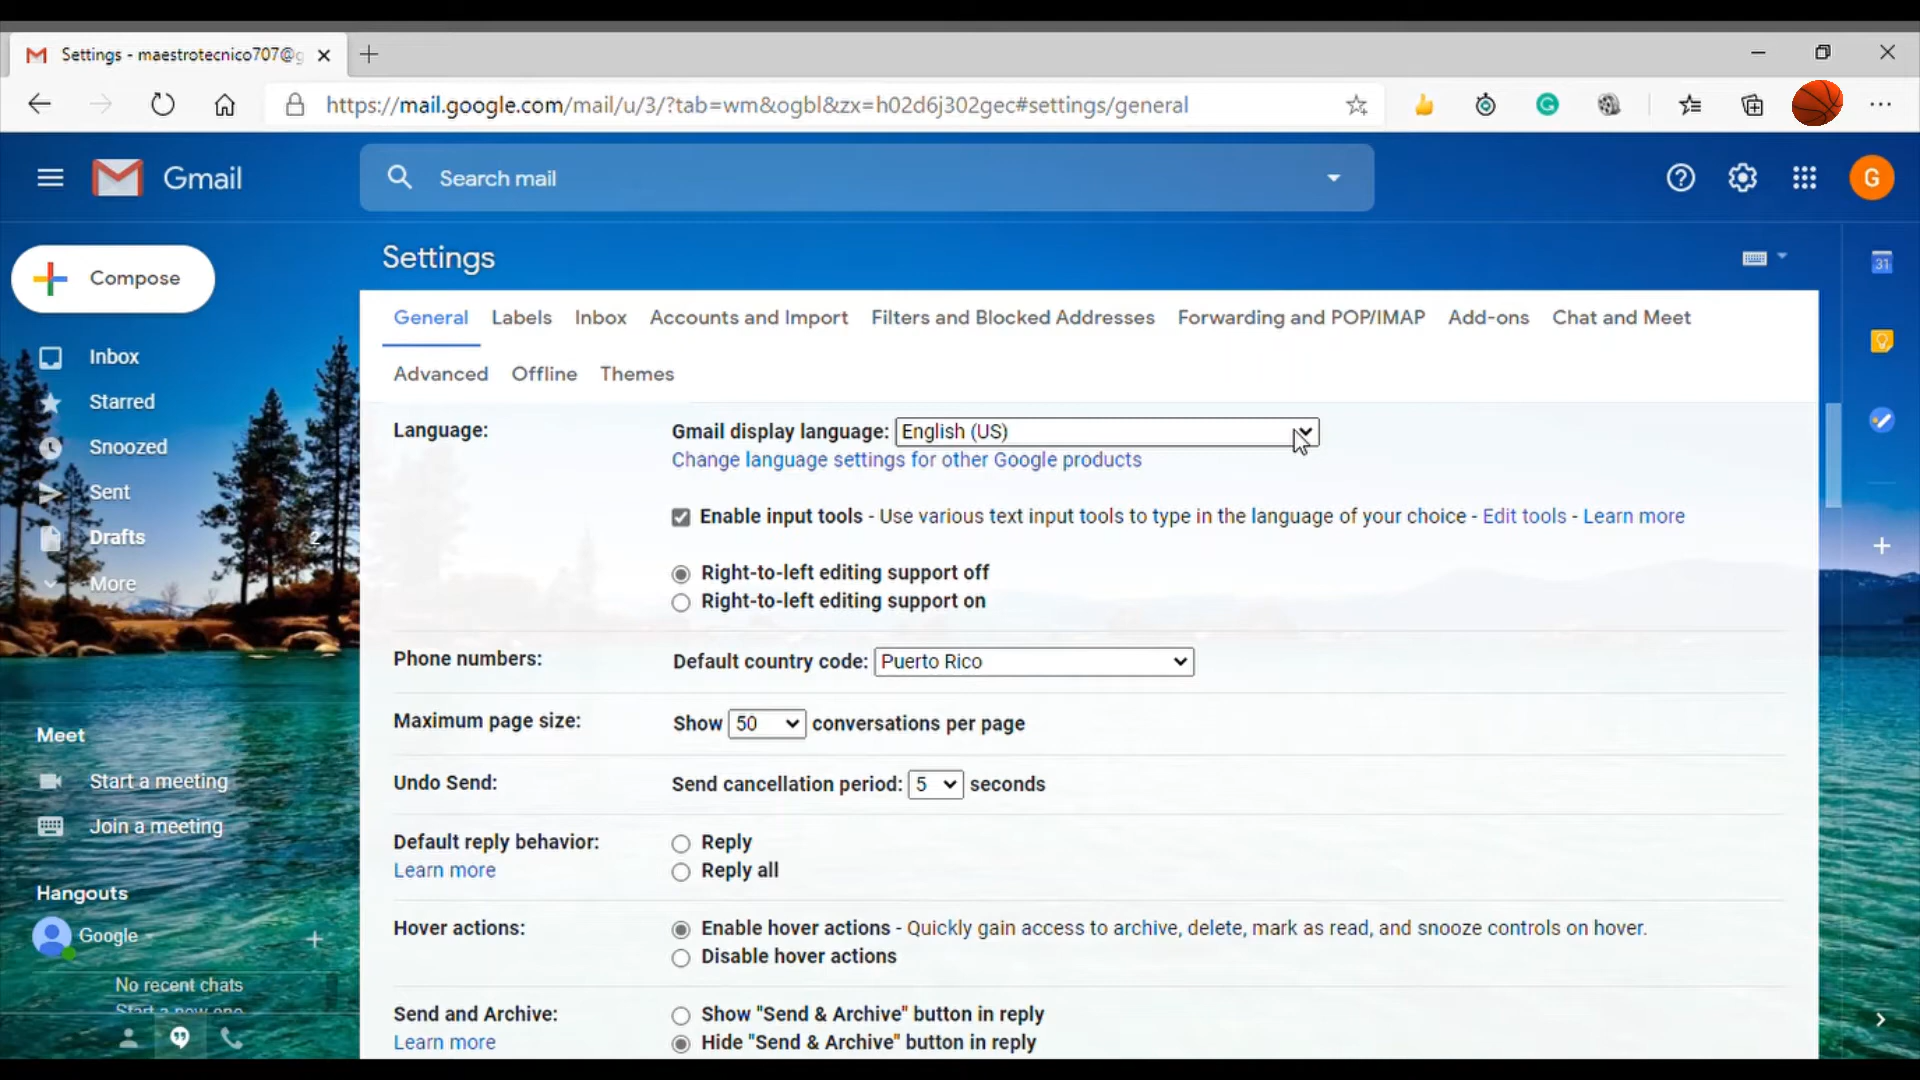 Settings - maestrotecnico707@g
https://mail.google.com/mail/u/3/?tab=wm&ogbl&zx=h02d6j302gec#settings/general
Gmail
Search mail
G
Compose
Inbox
Starred
Snoozed
Sent
Drafts 2
More
Meet
Start a meeting
Join a meeting
Hangouts
Google
No recent chats
Start a new one
Settings
General Labels Inbox Accounts and Import Filters and Blocked Addresses Forwarding and POP/IMAP Add-ons Chat and Meet
Advanced Offline Themes
Language: Gmail display language: English (US)
Change language settings for other Google products
Enable input tools - Use various text input tools to type in the language of your choice - Edit tools - Learn more
Right-to-left editing support off
Right-to-left editing support on
Phone numbers: Default country code: Puerto Rico
Maximum page size: Show 50 conversations per page
Undo Send: Send cancellation period: 5 seconds
Default reply behavior: Reply
Learn more Reply all
Hover actions: Enable hover actions - Quickly gain access to archive, delete, mark as read, and snooze controls on hover.
Disable hover actions
Send and Archive: Show "Send & Archive" button in reply
Learn more Hide "Send & Archive" button in reply
31